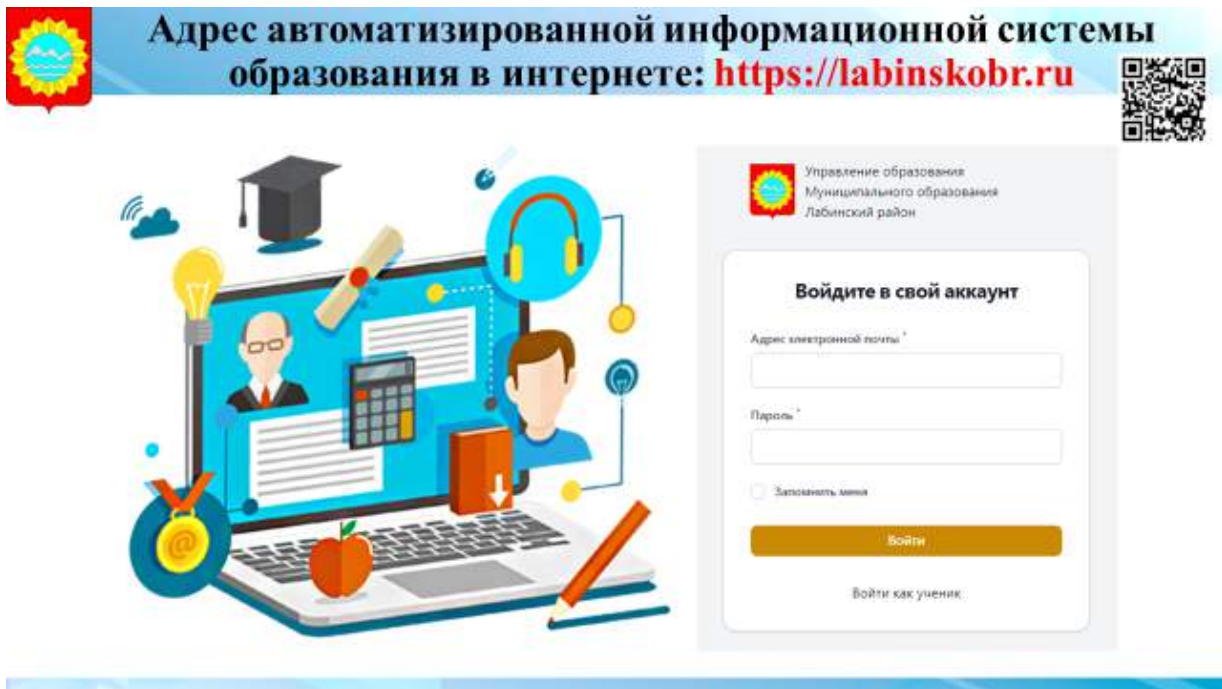 Адрес автоматизированной информационной системы
образования в интернете: https://labinskobr.ru
Управление образования
Муниципального образования
Лабинский район
Войдите в свой аккаунт
Адрес электронной почты *
Пароль *
Запомнить меня
Войти
Войти как ученик
@